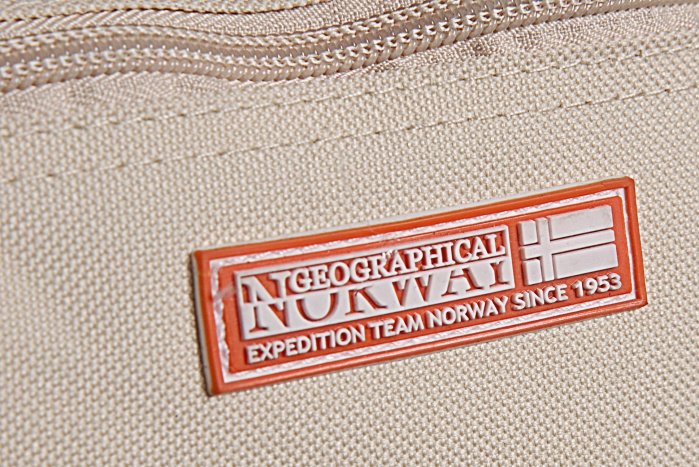 GEOGRAPHICAL
NORWAY
EXPEDITION TEAM NORWAY SINCE 1953